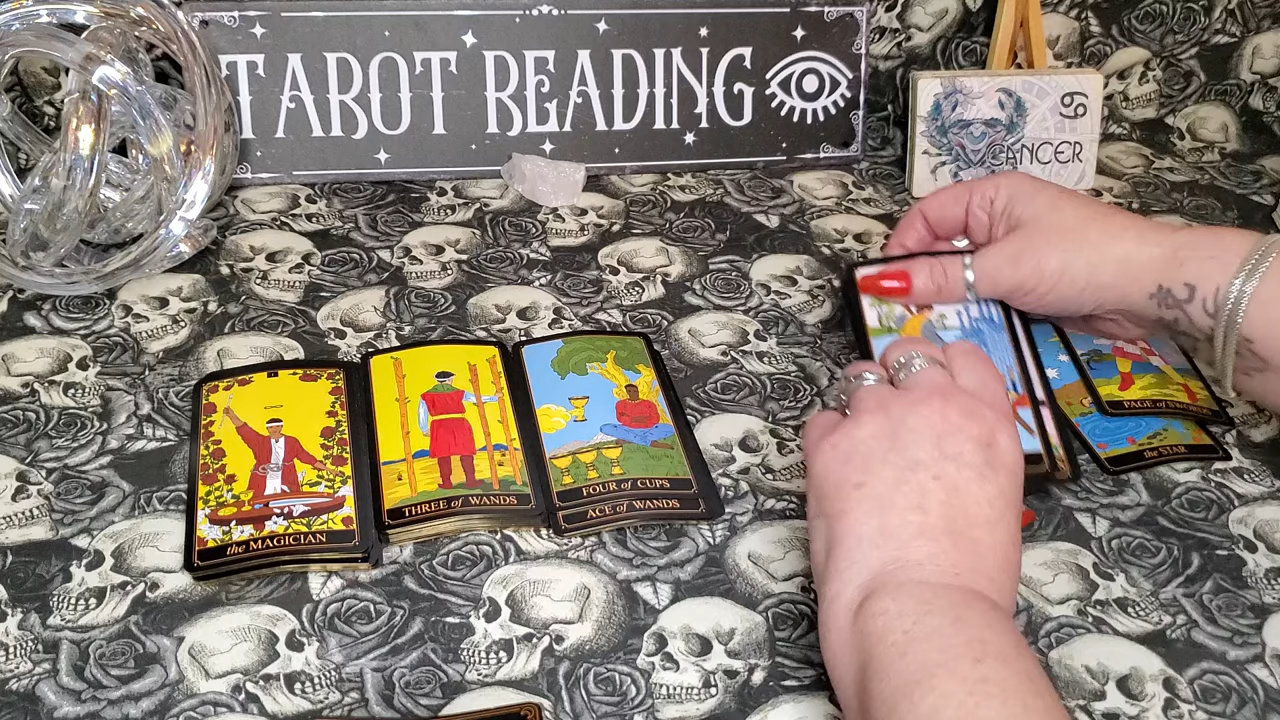 TAROT READING
CANCER
I
the MAGICIAN
THREE of WANDS
FOUR of CUPS
ACE of WANDS
PAGE of SWORDS
the STAR